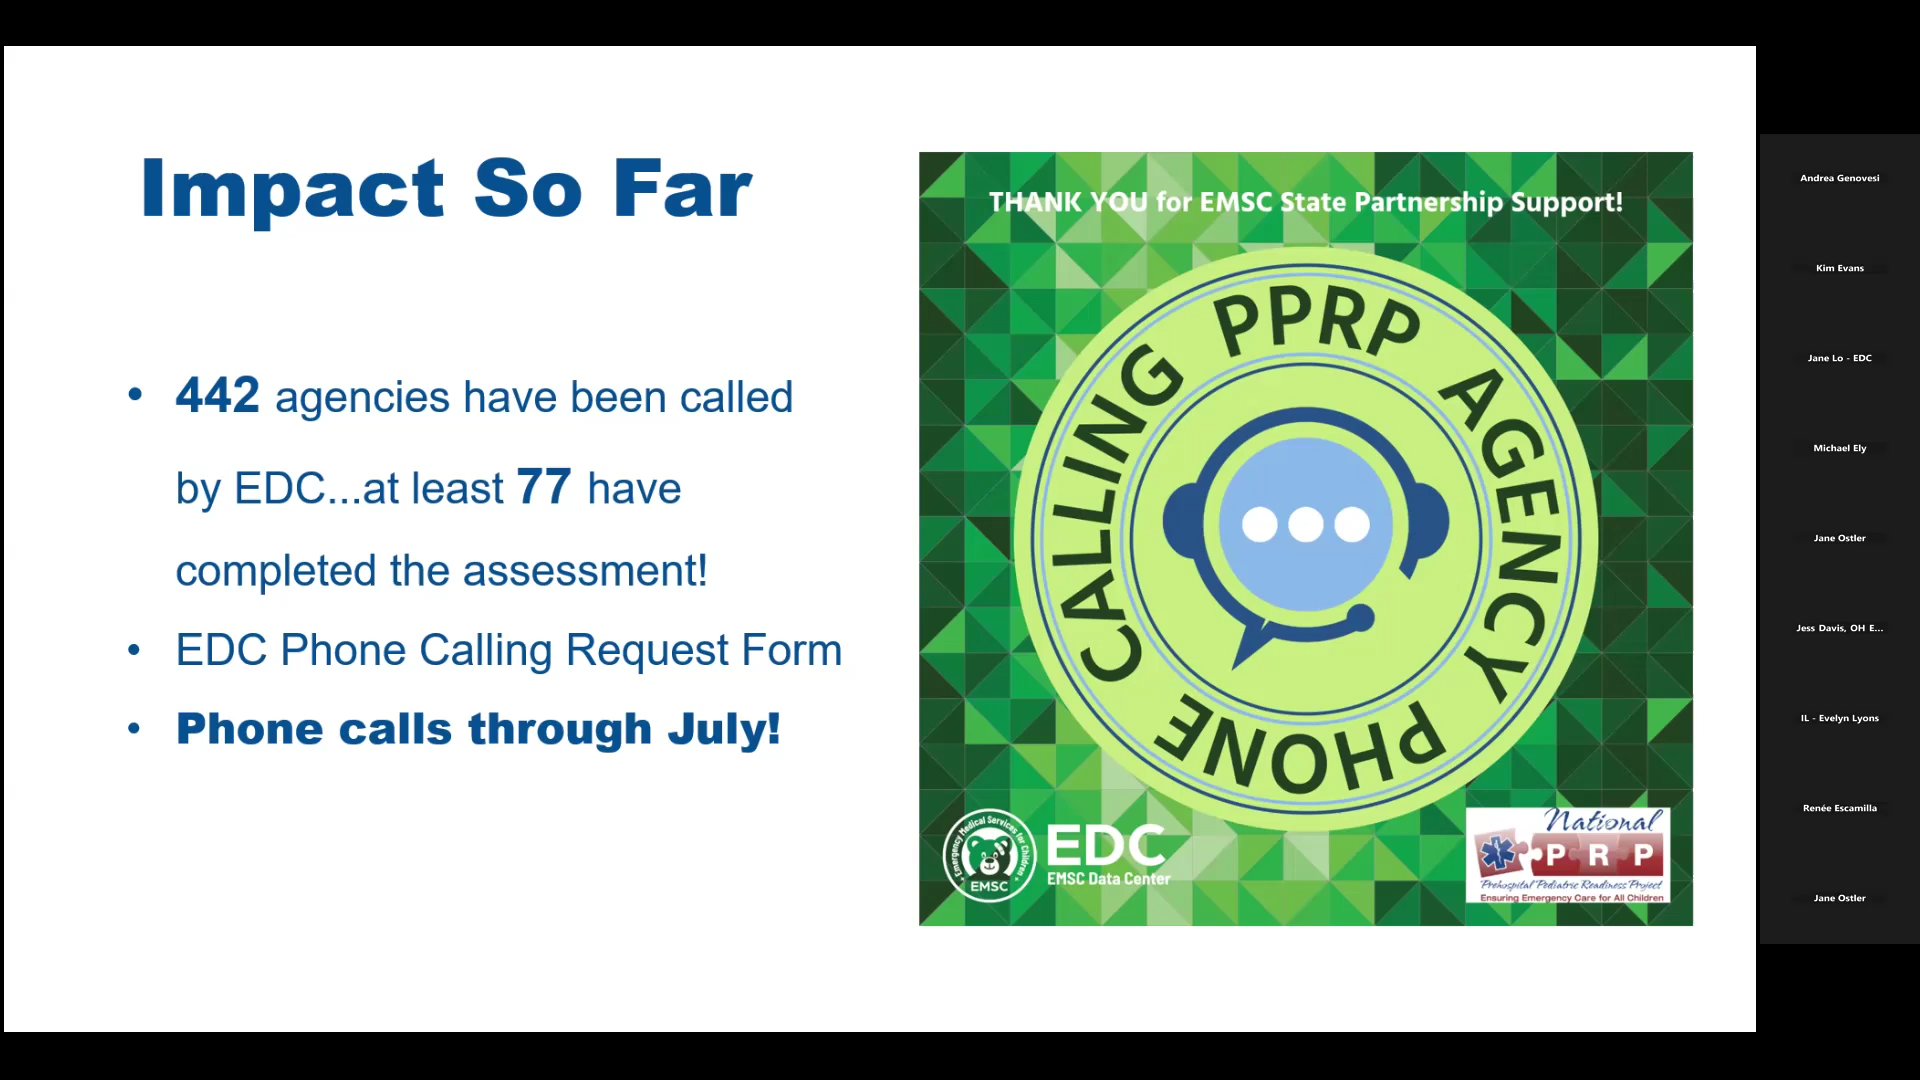 Impact So Far
• 442 agencies have been called
by EDC...at least 77 have
completed the assessment!
• EDC Phone Calling Request Form
• Phone calls through July!
THANK YOU for EMSC State Partnership Support!
CALLING PPRP AGENCY PHONE
Emergency Medical Services for Children
EMSC
EDC
EMSC Data Center
National
P R P
Prehospital Pediatric Readiness Project
Ensuring Emergency Care for All Children
Andrea Genovesi
Kim Evans
Jane Lo - EDC
Michael Ely
Jane Ostler
Jess Davis, OH E...
IL - Evelyn Lyons
Renée Escamilla
Jane Ostler